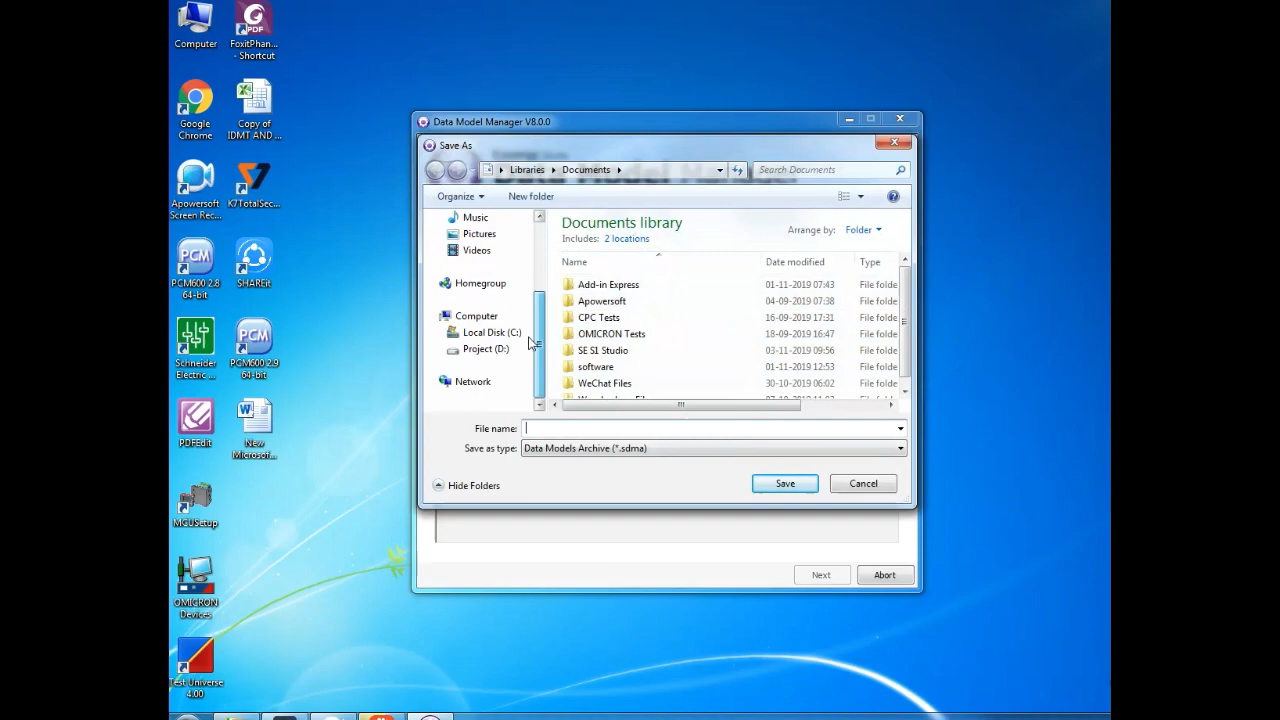 Computer
FoxitPhan...
- Shortcut
Google
Chrome
Copy of
IDMT AND ...
Apowersoft
Screen Rec...
K7TotalSec...
PCM600 2.8
64-bit
SHAREit
Schneider
Electric ...
PCM600 2.9
64-bit
PDFEdit
New
Microsof...
MGUSetup
OMICRON
Devices
Test Universe
4.00
Data Model Manager V8.0.0
Save As
Libraries
Documents
Search Documents
Organize
New folder
Music
Pictures
Videos
Homegroup
Computer
Local Disk (C:)
Project (D:)
Network
Documents library
Includes: 2 locations
Arrange by: Folder
Name Date modified Type
Add-in Express 01-11-2019 07:43 File folde
Apowersoft 04-09-2019 07:38 File folde
CPC Tests 16-09-2019 17:31 File folde
OMICRON Tests 18-09-2019 16:47 File folde
SE S1 Studio 03-11-2019 09:56 File folde
software 01-11-2019 12:53 File folde
WeChat Files 30-10-2019 06:02 File folde
File name:
Save as type: Data Models Archive (*.sdma)
Hide Folders
Save
Cancel
Next
Abort